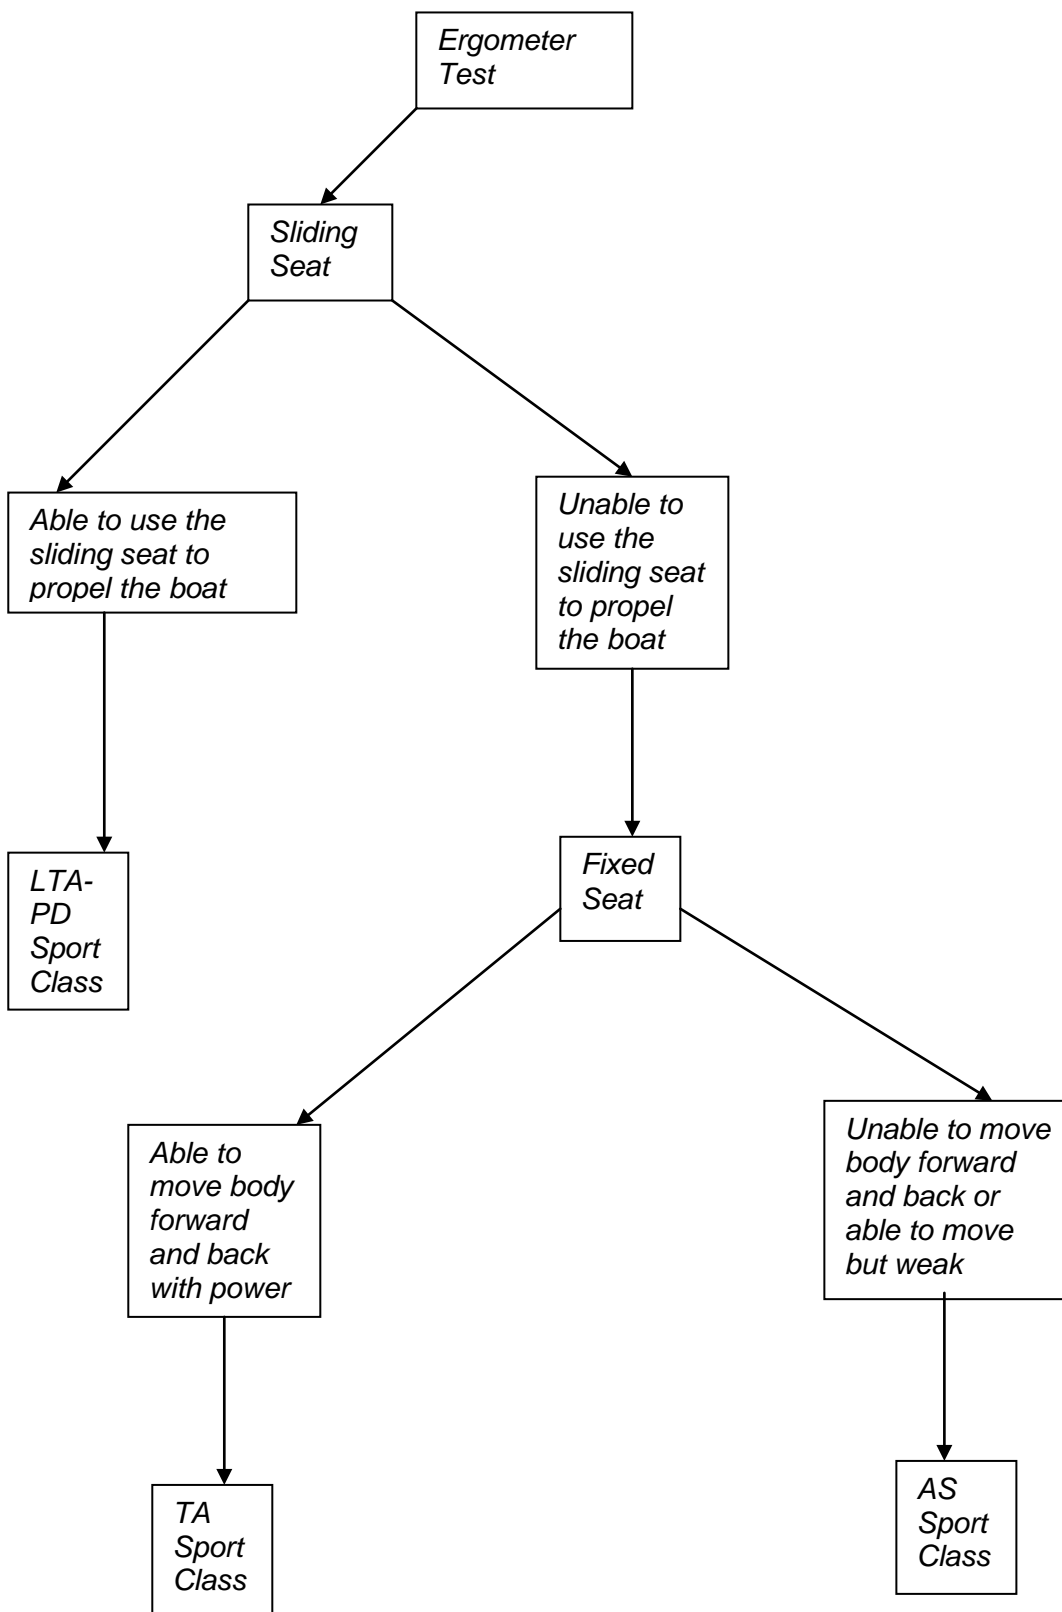 Ergometer
Test
Sliding
Seat
Able to use the
sliding seat to
propel the boat
Unable to
use the
sliding seat
to propel
the boat
LTA-
PD
Sport
Class
Fixed
Seat
Able to
move body
forward
and back
with power
Unable to move
body forward
and back or
able to move
but weak
TA
Sport
Class
AS
Sport
Class